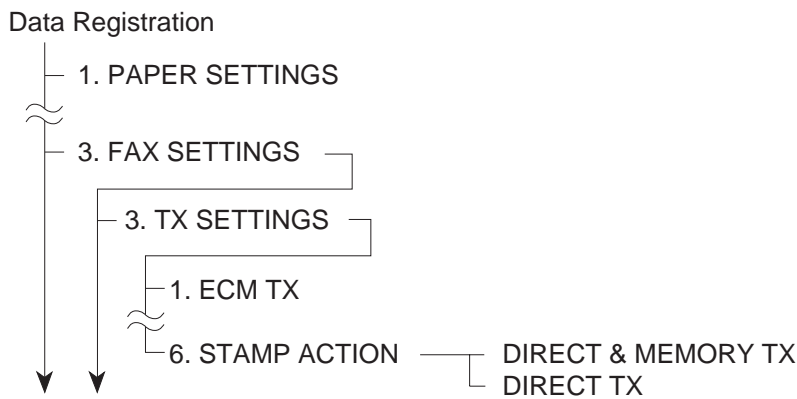 Data Registration
1. PAPER SETTINGS
3. FAX SETTINGS
3. TX SETTINGS
1. ECM TX
6. STAMP ACTION DIRECT & MEMORY TX
DIRECT TX